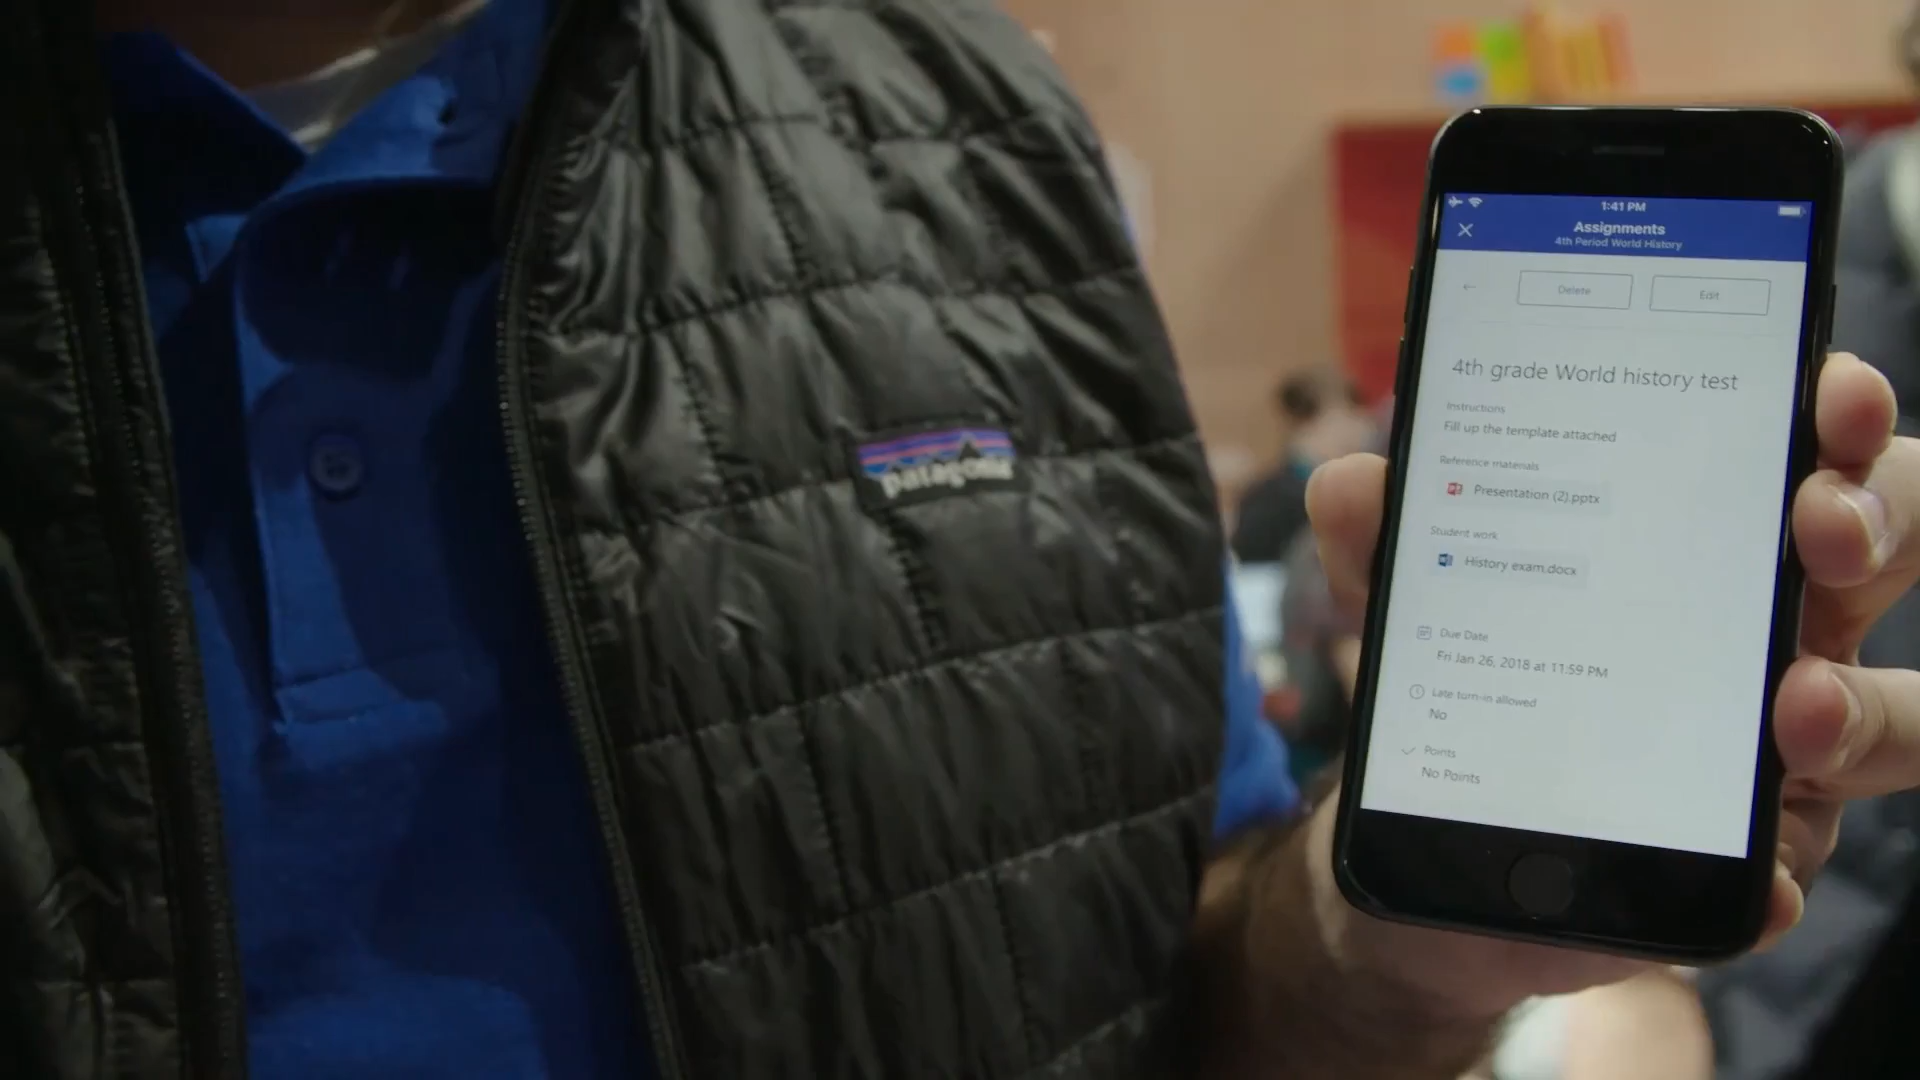 patagonia
1:41 PM
Assignments
4th Period World History
Delete
Edit
4th grade World history test
Instructions
Fill up the template attached
Reference materials
Presentation (2).pptx
Student work
History exam.docx
Due Date
Fri Jan 26, 2018 at 11:59 PM
Late turn-in allowed
No
Points
No Points